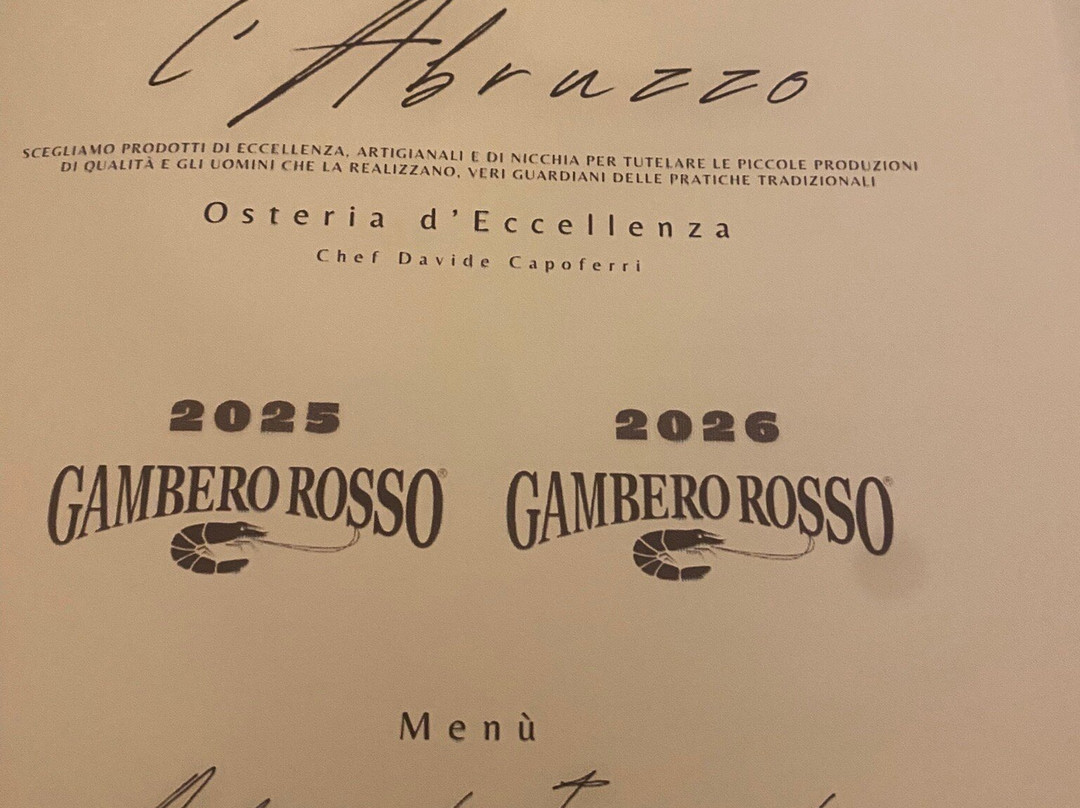 l'Abruzzo
SCEGLIAMO PRODOTTI DI ECCELLENZA, ARTIGIANALI E DI NICCHIA PER TUTELARE LE PICCOLE PRODUZIONI
DI QUALITÀ E GLI UOMINI CHE LA REALIZZANO, VERI GUARDIANI DELLE PRATICHE TRADIZIONALI
Osteria d'Eccellenza
Chef Davide Capoferri
2025 2026
GAMBERO ROSSO® GAMBERO ROSSO®
Menù